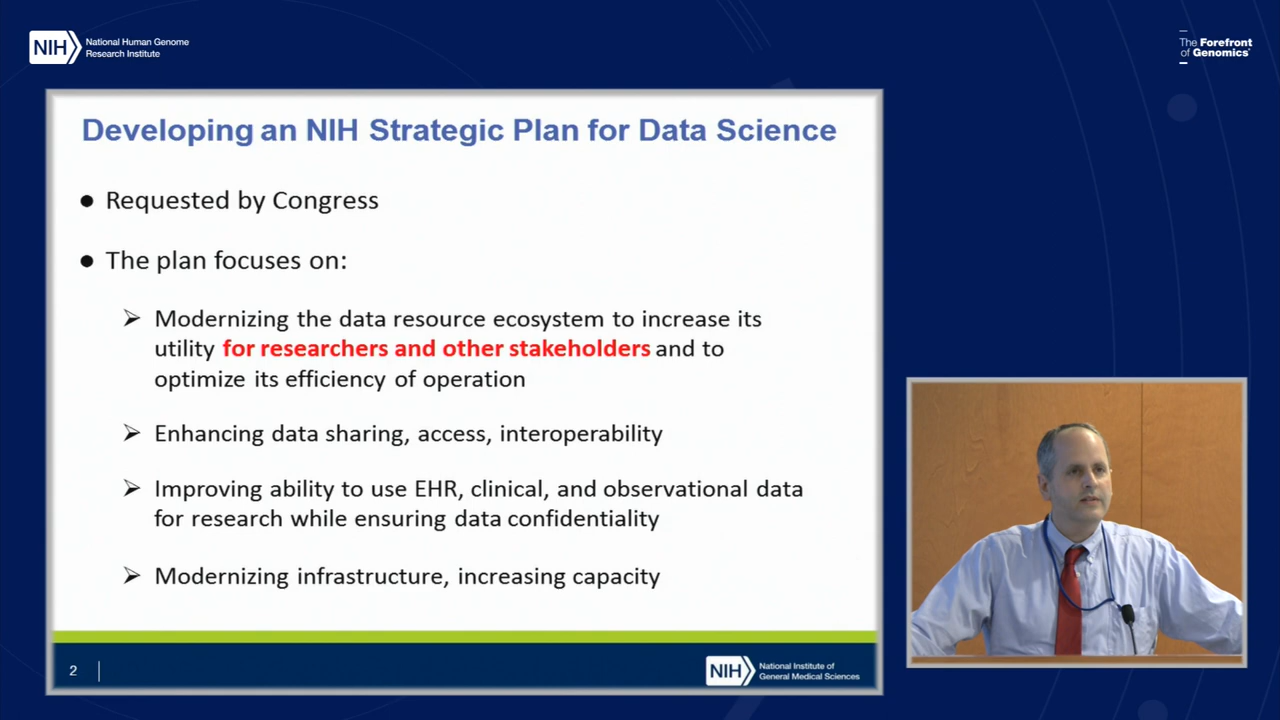 NIH National Human Genome
Research Institute
The Forefront
of Genomics®
Developing an NIH Strategic Plan for Data Science
● Requested by Congress
● The plan focuses on:
➢ Modernizing the data resource ecosystem to increase its
utility for researchers and other stakeholders and to
optimize its efficiency of operation
➢ Enhancing data sharing, access, interoperability
➢ Improving ability to use EHR, clinical, and observational data
for research while ensuring data confidentiality
➢ Modernizing infrastructure, increasing capacity
2
NIH National Institute of
General Medical Sciences